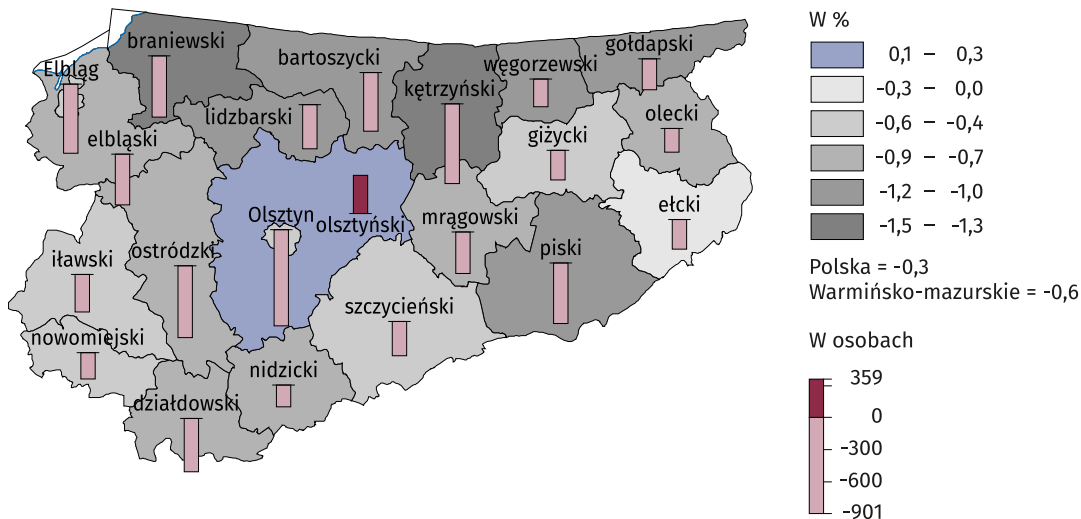 braniewski
bartoszycki
gołdapski
węgorzewski
Elbląg
kętrzyński
lidzbarski
olecki
elbląski
giżycki
Olsztyn
olsztyński
mrągowski
ełcki
iławski
ostródzki
piski
szczycieński
nowomiejski
nidzicki
działdowski
W %
0,1 – 0,3
-0,3 – 0,0
-0,6 – -0,4
-0,9 – -0,7
-1,2 – -1,0
-1,5 – -1,3
Polska = -0,3
Warmińsko-mazurskie = -0,6
W osobach
359
0
-300
-600
-901